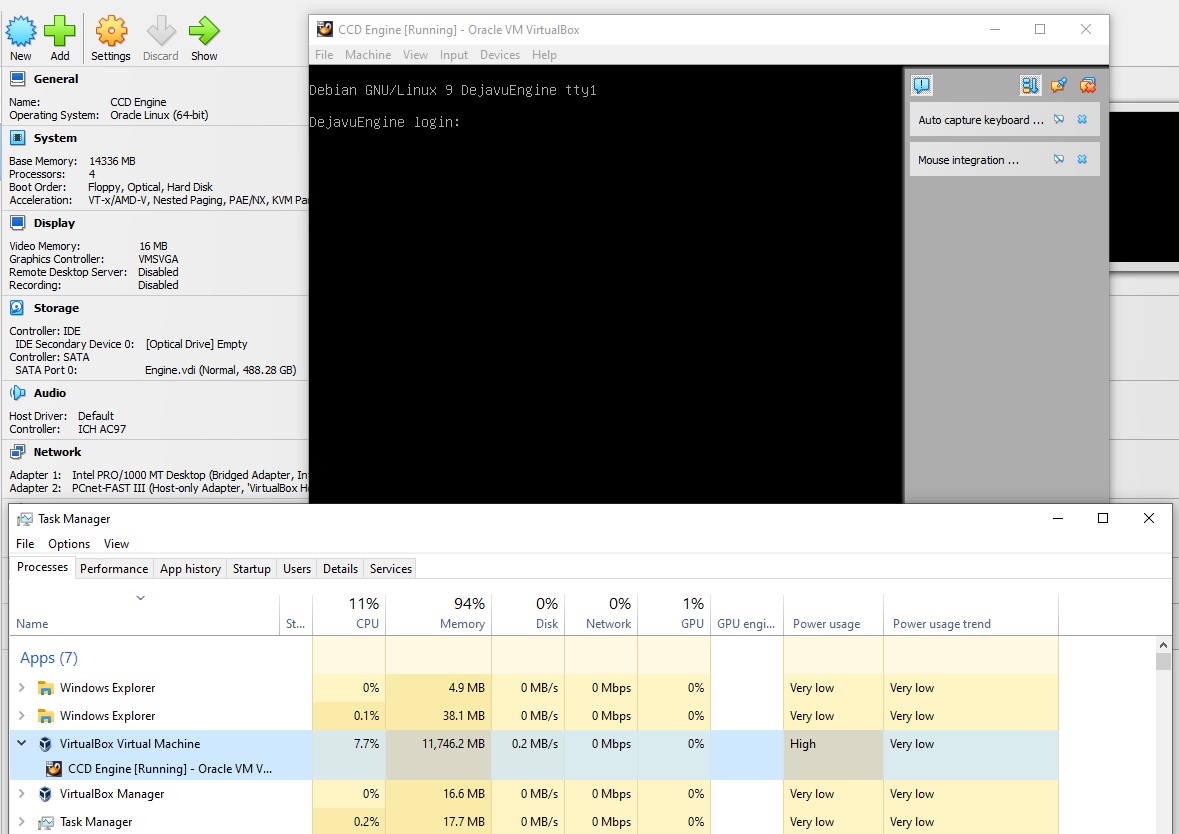 CCD Engine [Running] - Oracle VM VirtualBox
New Add Settings Discard Show
File Machine View Input Devices Help
General
Name: CCD Engine
Operating System: Oracle Linux (64-bit)
System
Base Memory: 14336 MB
Processors: 4
Boot Order: Floppy, Optical, Hard Disk
Acceleration: VT-x/AMD-V, Nested Paging, PAE/NX, KVM
Display
Video Memory: 16 MB
Graphics Controller: VMSVGA
Remote Desktop Server: Disabled
Recording: Disabled
Storage
Controller: IDE
IDE Secondary Device 0: [Optical Drive] Empty
Controller: SATA
SATA Port 0: Engine.vdi (Normal, 488.28 GB)
Audio
Host Driver: Default
Controller: ICH AC97
Network
Adapter 1: Intel PRO/1000 MT Desktop (Bridged Adapter,
Adapter 2: PCnet-FAST III (Host-only Adapter, 'VirtualBox
Debian GNU/Linux 9 DejavuEngine tty1
DejavuEngine login:
Auto capture keyboard ...
Mouse integration ...
Task Manager
File Options View
Processes Performance App history Startup Users Details Services
11% 94% 0% 0% 1%
Name St... CPU Memory Disk Network GPU GPU engi... Power usage Power usage trend
Apps (7)
Windows Explorer 0% 4.9 MB 0 MB/s 0 Mbps 0% Very low Very low
Windows Explorer 0.1% 38.1 MB 0 MB/s 0 Mbps 0% Very low Very low
VirtualBox Virtual Machine 7.7% 11,746.2 MB 0.2 MB/s 0 Mbps 0% High Very low
CCD Engine [Running] - Oracle VM V...
VirtualBox Manager 0% 16.6 MB 0 MB/s 0 Mbps 0% Very low Very low
Task Manager 0.2% 17.7 MB 0 MB/s 0 Mbps 0% Very low Very low